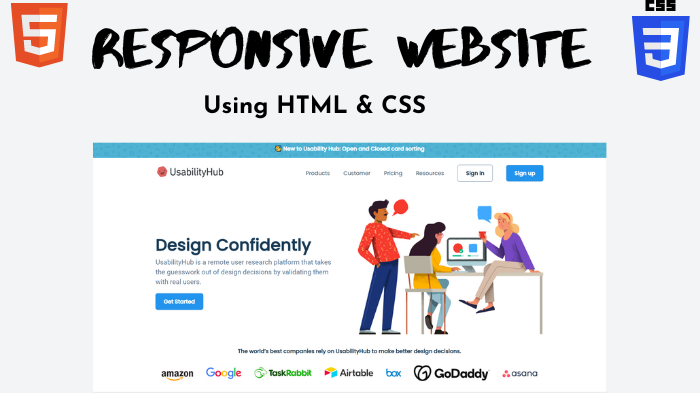 CSS
5
3
RESPONSIVE WEBSITE
Using HTML & CSS
New to Usability Hub: Open and Closed card sorting
UsabilityHub
Products Customer Pricing Resources Sign in Sign up
Design Confidently
UsabilityHub is a remote user research platform that takes
the guesswork out of design decisions by validating them
with real users.
Get Started
The world's best companies rely on UsabilityHub to make better design decisions.
amazon Google TaskRabbit Airtable box GoDaddy asana